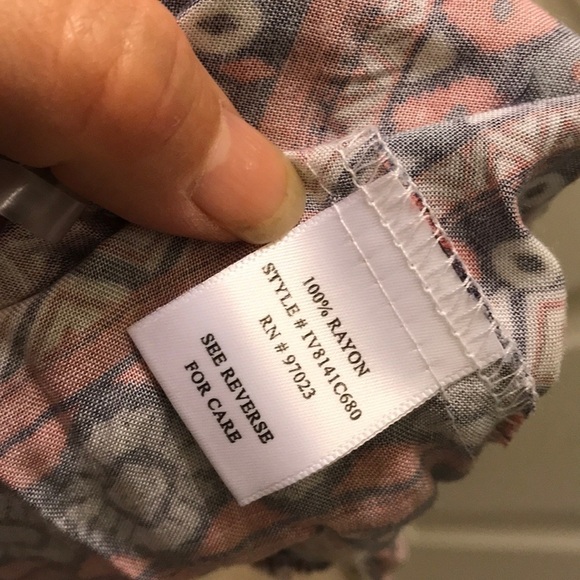 100% RAYON
STYLE # IV8141C680
RN # 97023
SEE REVERSE
FOR CARE